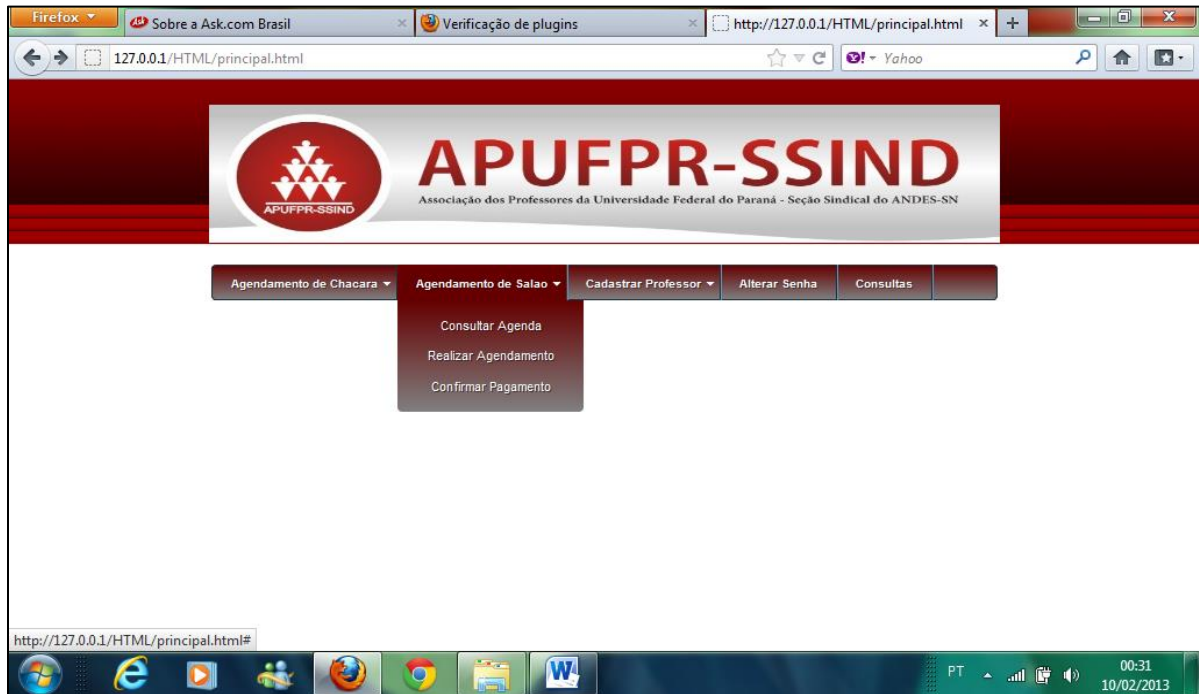 Firefox
Sobre a Ask.com Brasil
Verificação de plugins
http://127.0.0.1/HTML/principal.html
127.0.0.1/HTML/principal.html
Yahoo
APUFPR-SSIND
APUFPR-SSIND
Associação dos Professores da Universidade Federal do Paraná - Seção Sindical do ANDES-SN
Agendamento de Chacara
Agendamento de Salao
Cadastrar Professor
Alterar Senha
Consultas
Consultar Agenda
Realizar Agendamento
Confirmar Pagamento
http://127.0.0.1/HTML/principal.html#
PT
00:31
10/02/2013